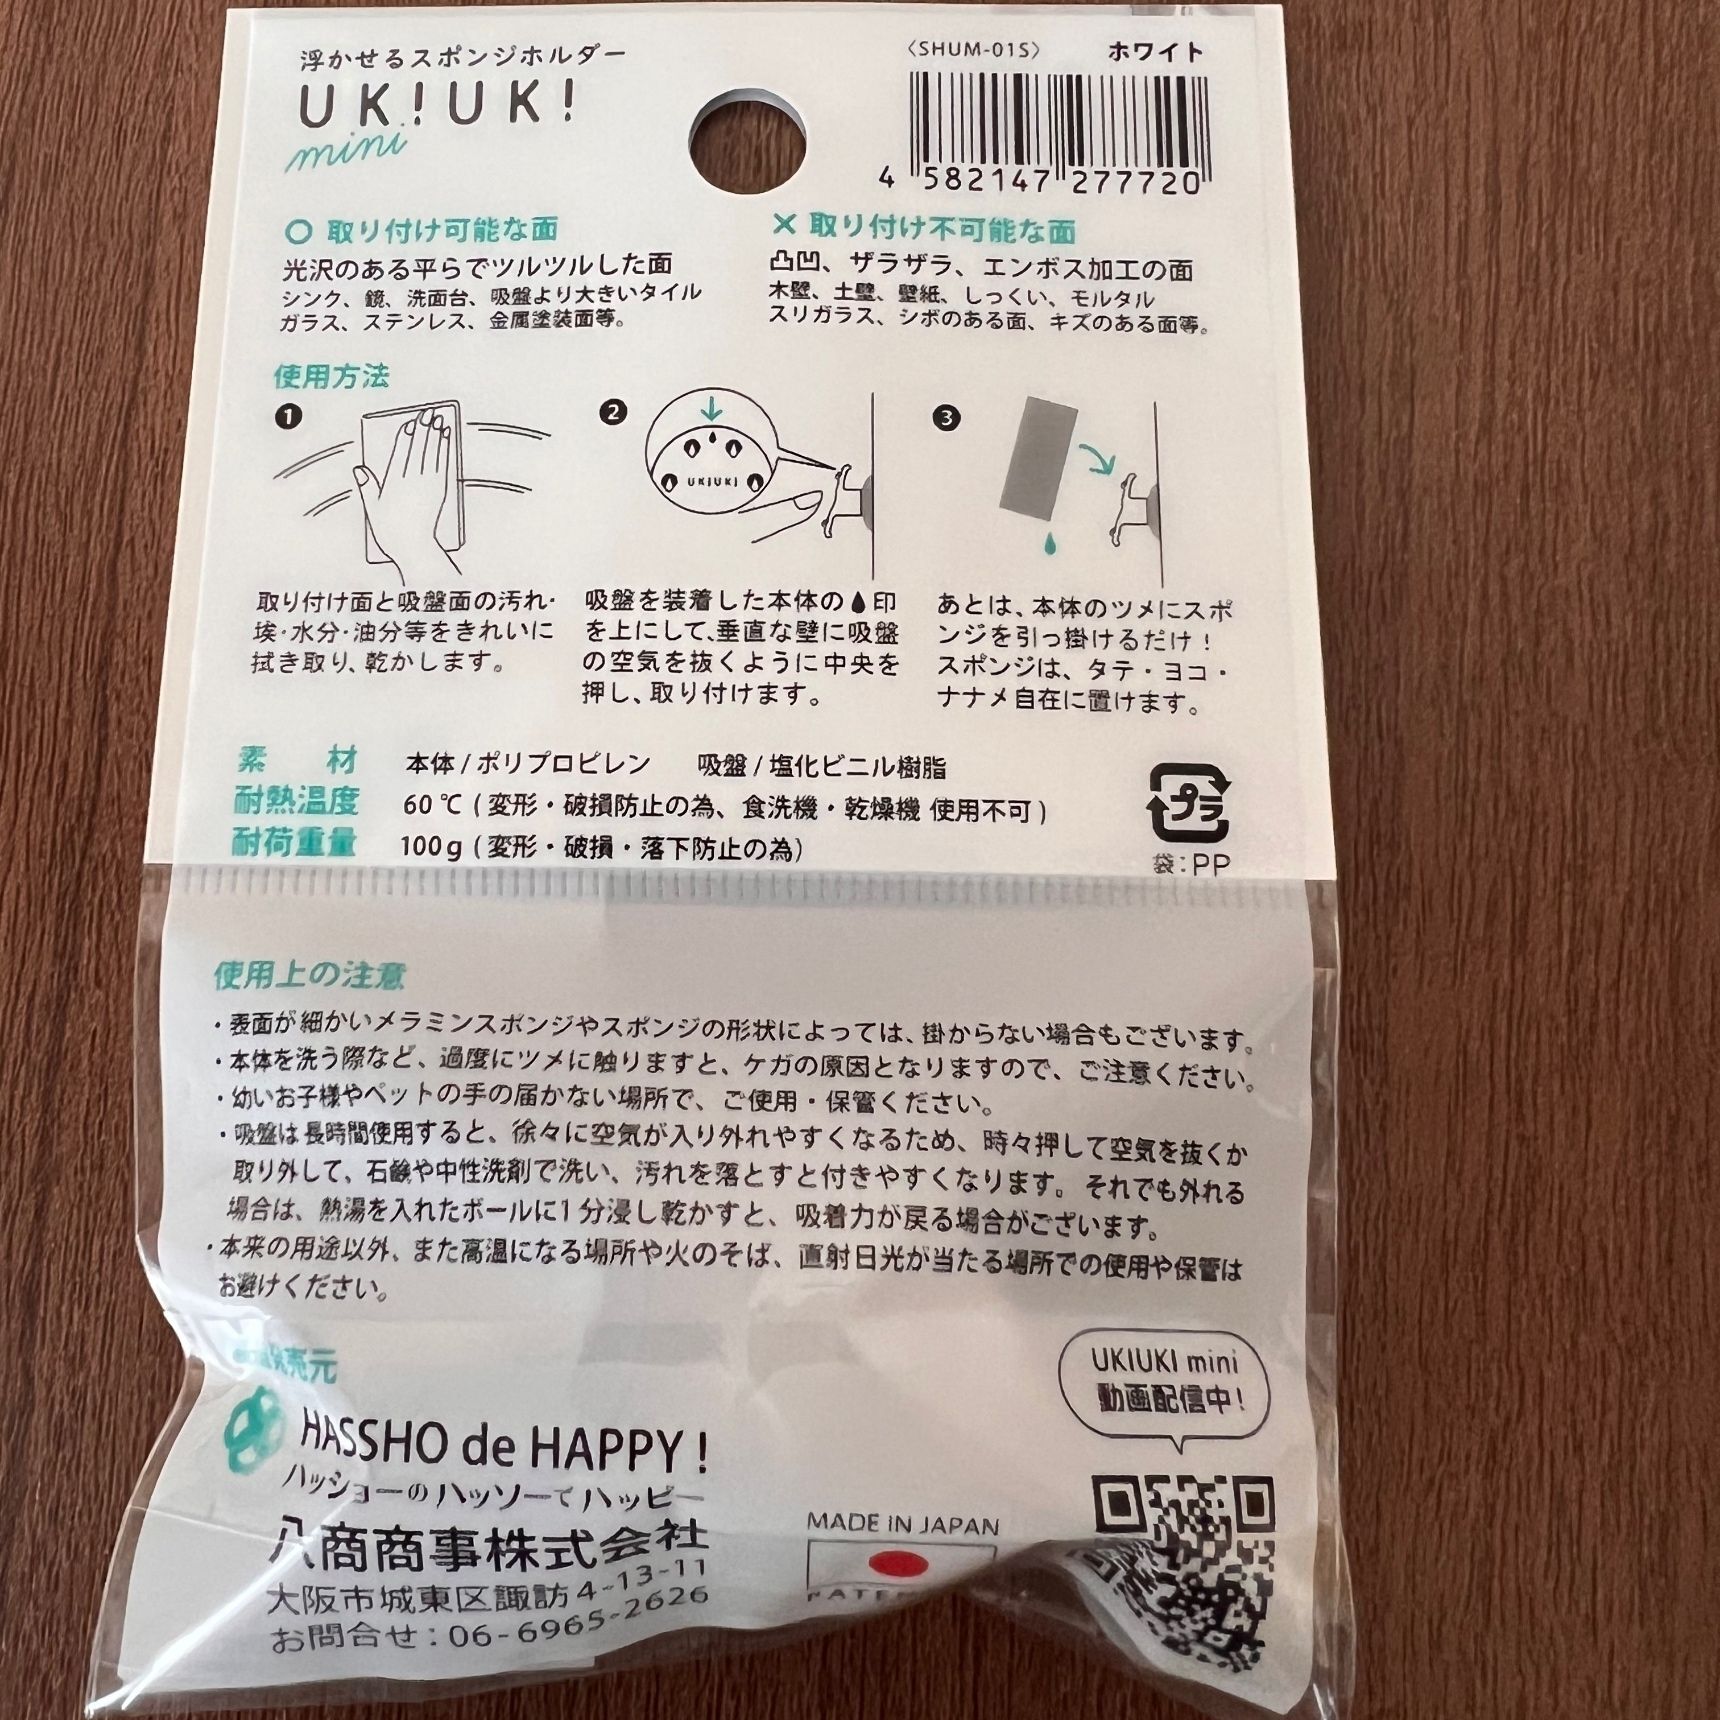 浮かせるスポンジホルダー
UK!UK!
mini
〈SHUM-01S〉 ホワイト
4 582147 277720
○ 取り付け可能な面
光沢のある平らでツルツルした面
シンク、鏡、洗面台、吸盤より大きいタイル
ガラス、ステンレス、金属塗装面等。
× 取り付け不可能な面
凸凹、ザラザラ、エンボス加工の面
木壁、土壁、壁紙、しっくい、モルタル
スリガラス、シボのある面、キズのある面等。
使用方法
1
取り付け面と吸盤面の汚れ・
埃・水分・油分等をきれいに
拭き取り、乾かします。
2
UKIUKI
吸盤を装着した本体の💧印
を上にして、垂直な壁に吸盤
の空気を抜くように中央を
押し、取り付けます。
3
あとは、本体のツメにスポ
ンジを引っ掛けるだけ！
スポンジは、タテ・ヨコ・
ナナメ自在に置けます。
素 材 本体 / ポリプロピレン 吸盤 / 塩化ビニル樹脂
耐熱温度 60℃ ( 変形・破損防止の為、食洗機・乾燥機 使用不可 )
耐荷重量 100g ( 変形・破損・落下防止の為)
プラ
袋：PP
使用上の注意
・表面が細かいメラミンスポンジやスポンジの形状によっては、掛からない場合もございます。
・本体を洗う際など、過度にツメに触りますと、ケガの原因となりますので、ご注意ください。
・幼いお子様やペットの手の届かない場所で、ご使用・保管ください。
・吸盤は長時間使用すると、徐々に空気が入り外れやすくなるため、時々押して空気を抜くか
取り外して、石鹸や中性洗剤で洗い、汚れを落とすと付きやすくなります。それでも外れる
場合は、熱湯を入れたボールに1分浸し乾かすと、吸着力が戻る場合がございます。
・本来の用途以外、また高温になる場所や火のそば、直射日光が当たる場所での使用や保管は
お避けください。
売元
HASSHO de HAPPY !
ハッショーのハッソーでハッピー
八商商事株式会社
大阪市城東区諏訪4-13-11
お問合せ：06-6965-2626
MADE IN JAPAN
UKIUKI mini
動画配信中！